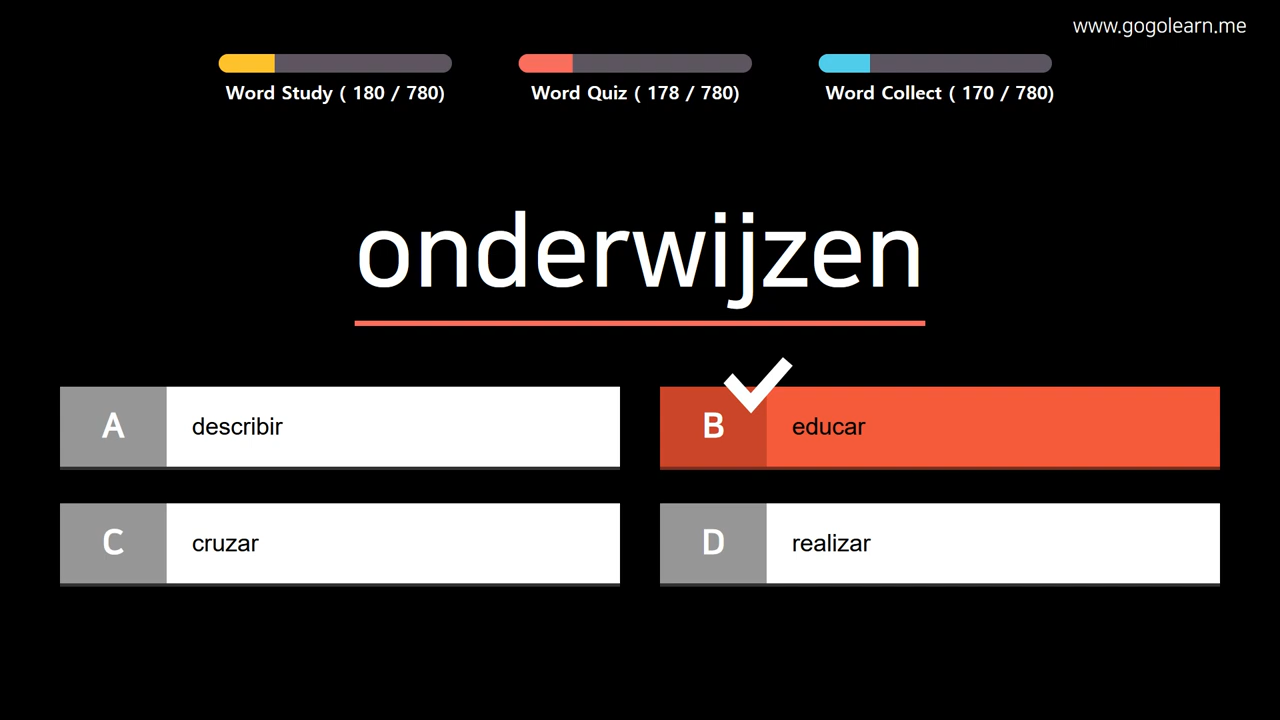 www.gogolearn.me
Word Study ( 180 / 780)
Word Quiz ( 178 / 780)
Word Collect ( 170 / 780)
onderwijzen
A describir
B educar
C cruzar
D realizar